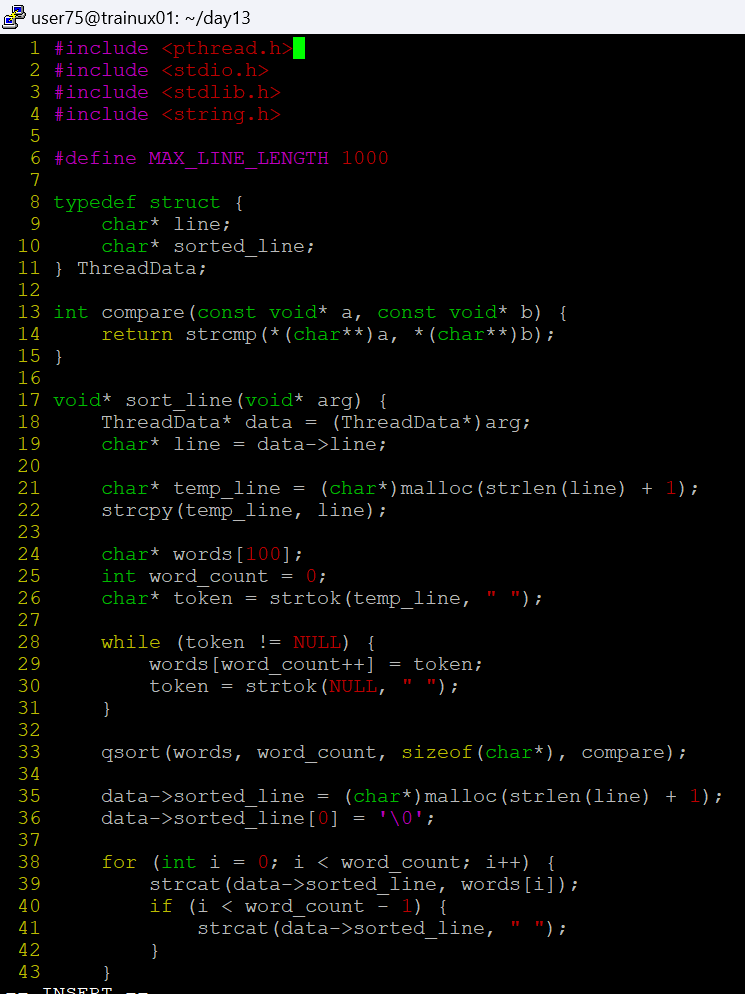 user75@trainux01: ~/day13
1 #include <pthread.h>
2 #include <stdio.h>
3 #include <stdlib.h>
4 #include <string.h>
5
6 #define MAX_LINE_LENGTH 1000
7
8 typedef struct {
9     char* line;
10     char* sorted_line;
11 } ThreadData;
12
13 int compare(const void* a, const void* b) {
14     return strcmp(*(char**)a, *(char**)b);
15 }
16
17 void* sort_line(void* arg) {
18     ThreadData* data = (ThreadData*)arg;
19     char* line = data->line;
20
21     char* temp_line = (char*)malloc(strlen(line) + 1);
22     strcpy(temp_line, line);
23
24     char* words[100];
25     int word_count = 0;
26     char* token = strtok(temp_line, " ");
27
28     while (token != NULL) {
29         words[word_count++] = token;
30         token = strtok(NULL, " ");
31     }
32
33     qsort(words, word_count, sizeof(char*), compare);
34
35     data->sorted_line = (char*)malloc(strlen(line) + 1);
36     data->sorted_line[0] = '\0';
37
38     for (int i = 0; i < word_count; i++) {
39         strcat(data->sorted_line, words[i]);
40         if (i < word_count - 1) {
41             strcat(data->sorted_line, " ");
42         }
43     }
-- INSERT --